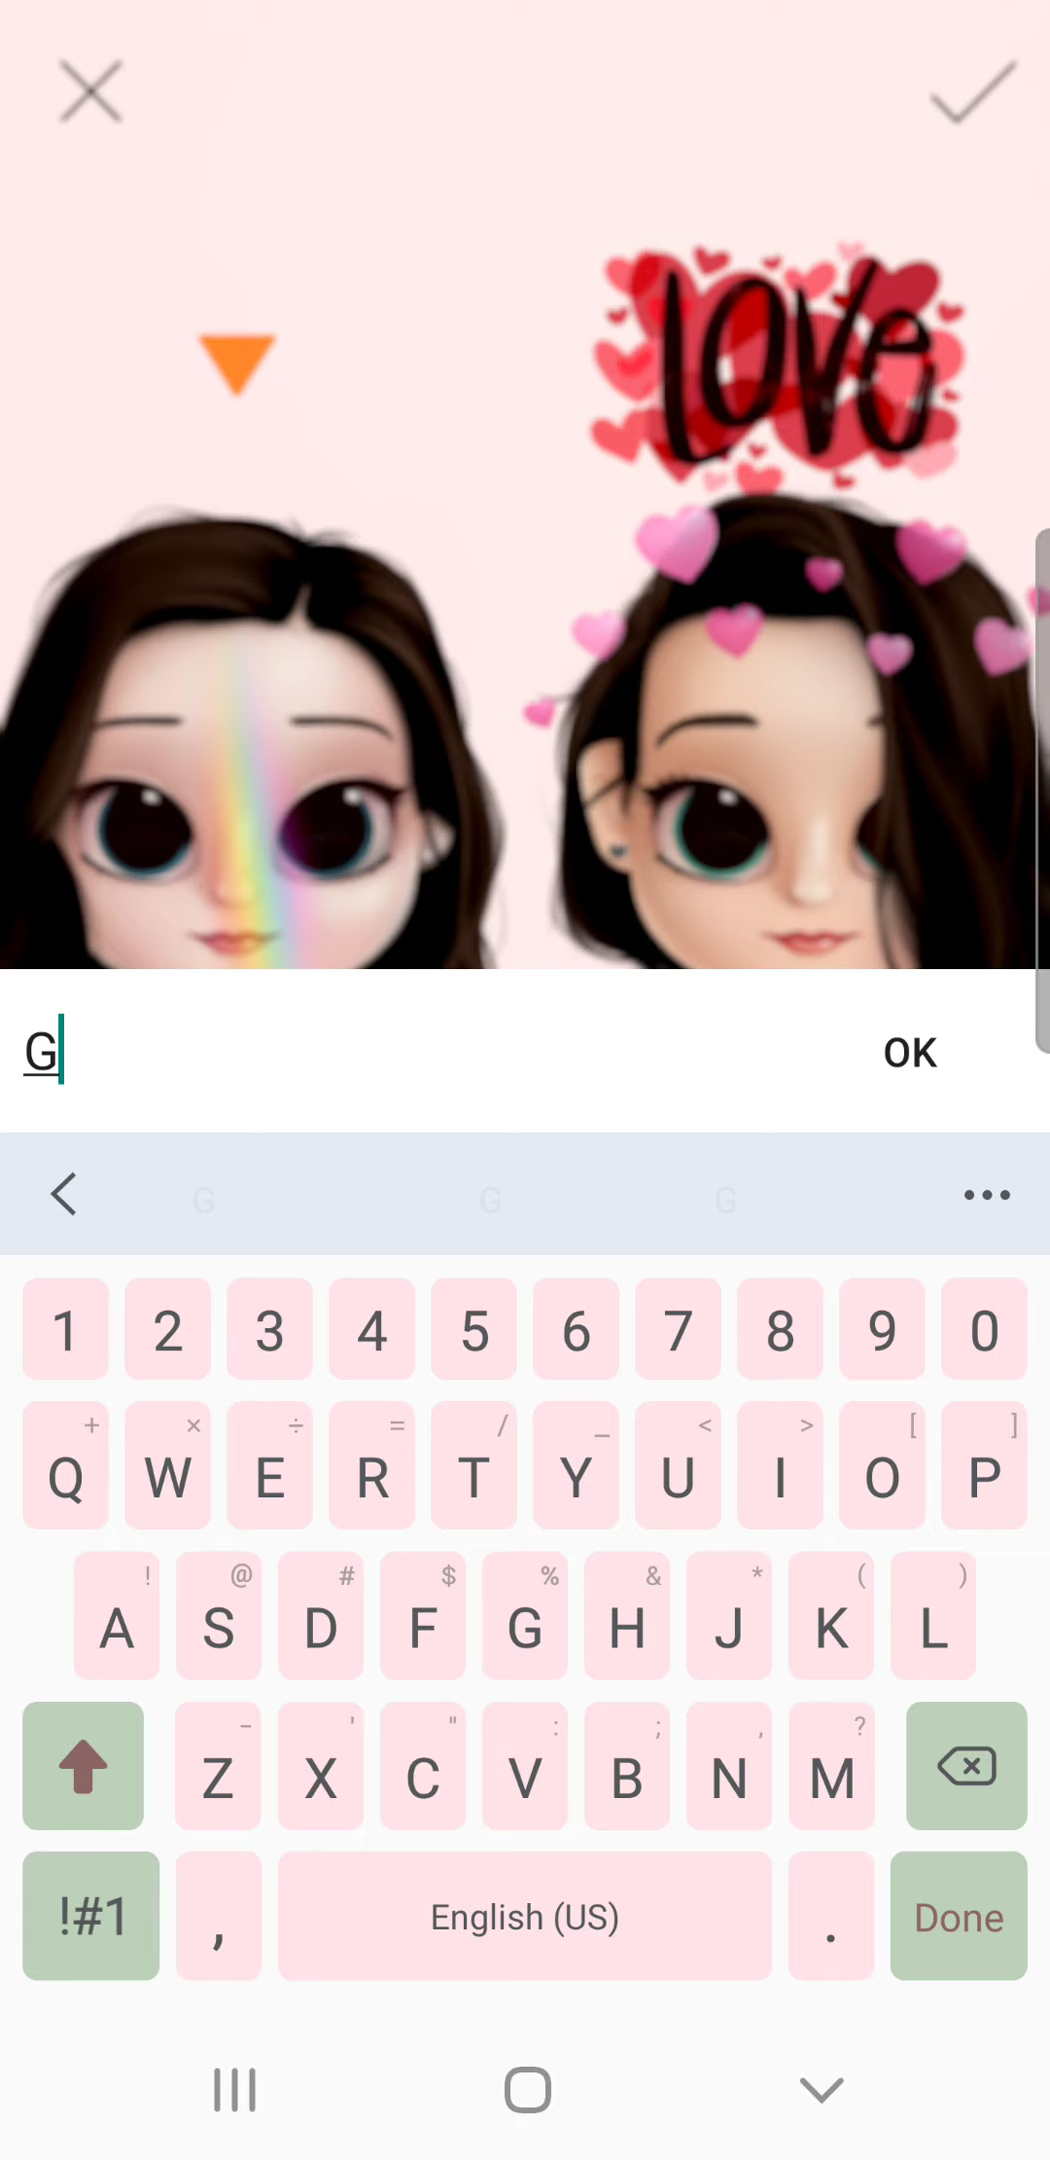 Love
G
OK
G G G
1 2 3 4 5 6 7 8 9 0
+ × ÷ = / _ < > [ ]
Q W E R T Y U I O P
! @ # $ % & * ( )
A S D F G H J K L
- ' " : ; , ?
Z X C V B N M
!#1 , English (US) . Done